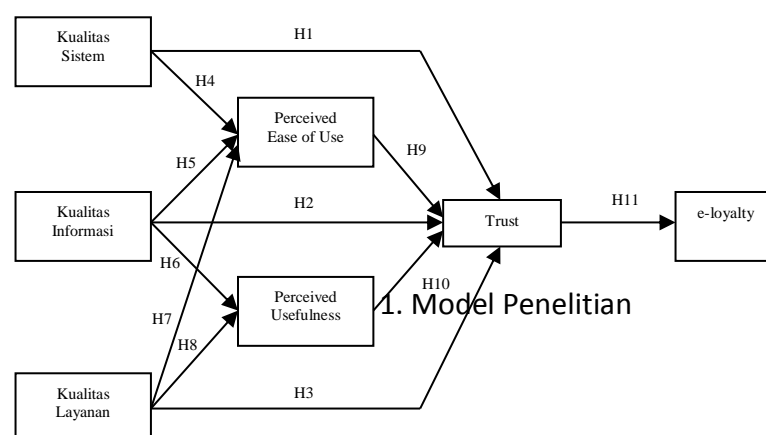 Kualitas
Sistem
H1
H4
Perceived
Ease of Use
H9
H5
Kualitas
Informasi
H2
Trust
H11
e-loyalty
H6
Perceived
Usefulness
H10
1. Model Penelitian
H7
H8
Kualitas
Layanan
H3